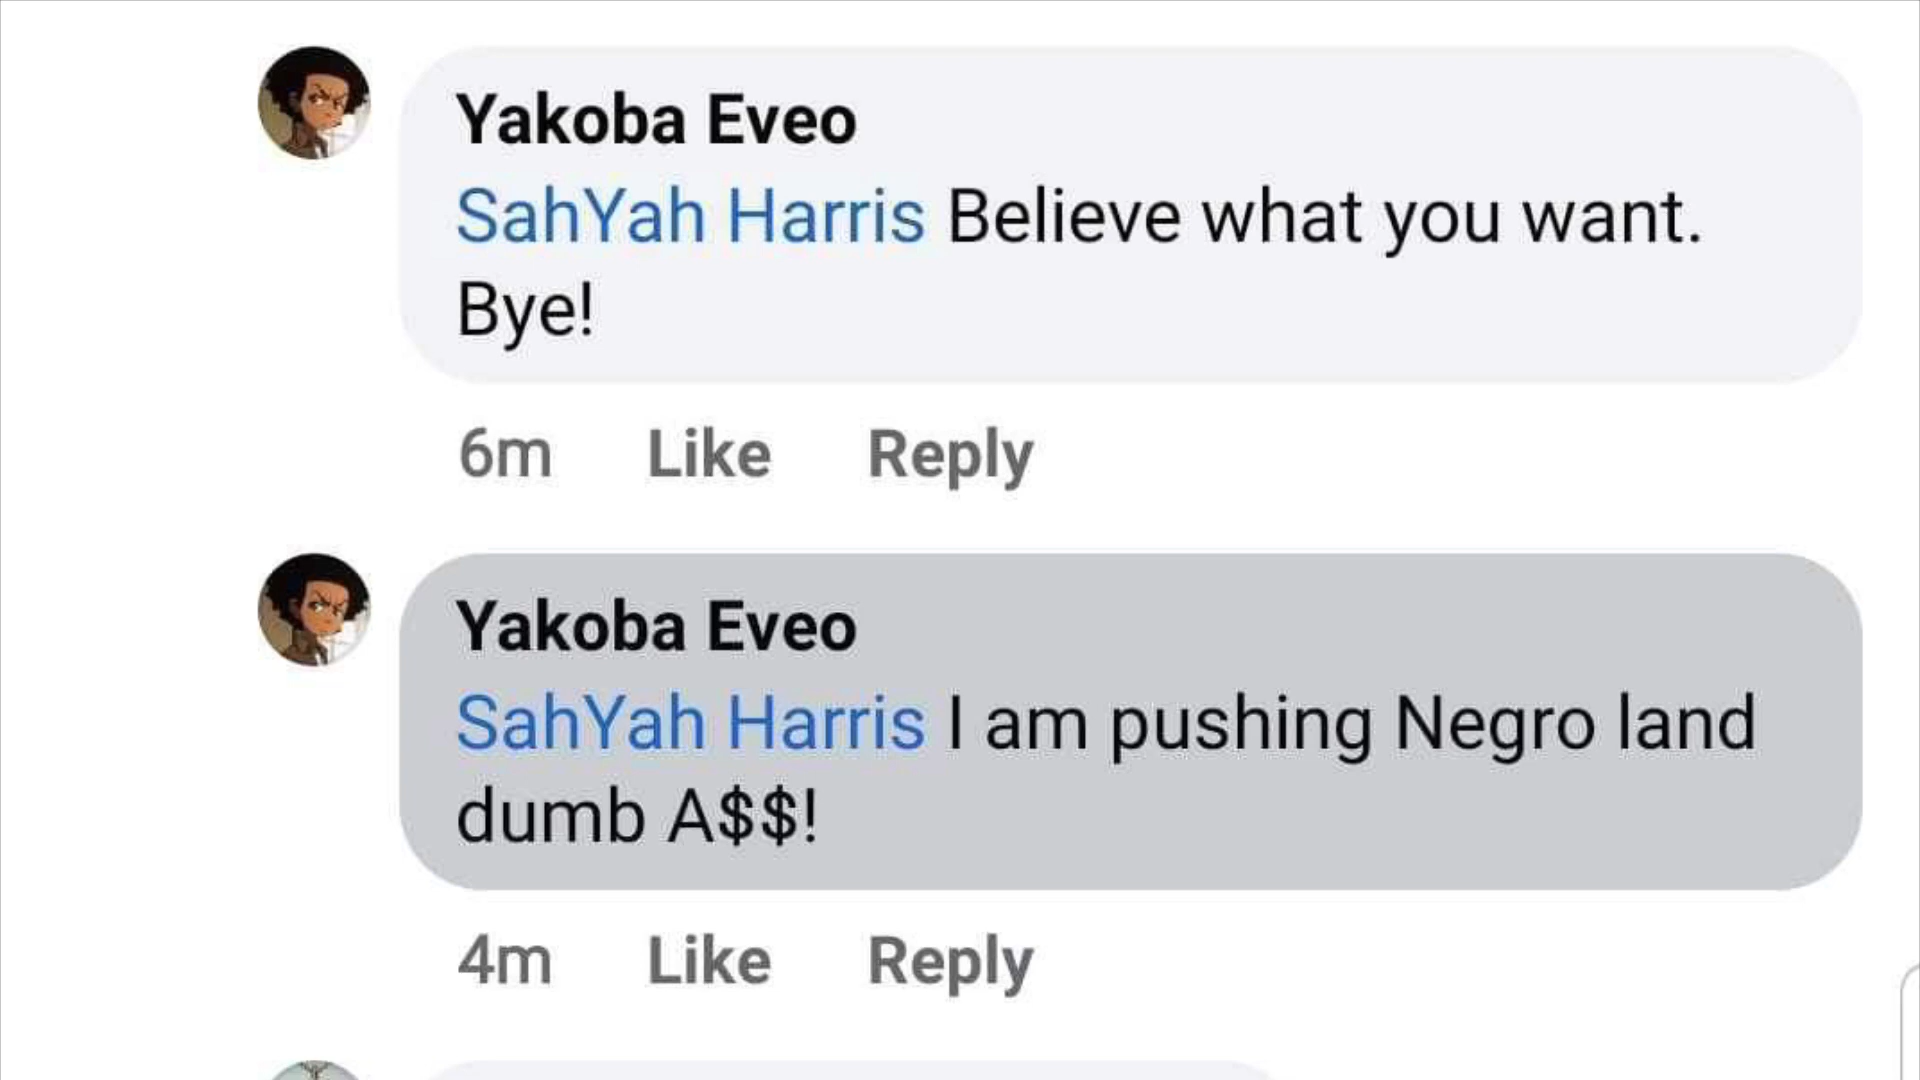 Yakoba Eveo
SahYah Harris Believe what you want.
Bye!
6m Like Reply
Yakoba Eveo
SahYah Harris I am pushing Negro land
dumb A$$!
4m Like Reply